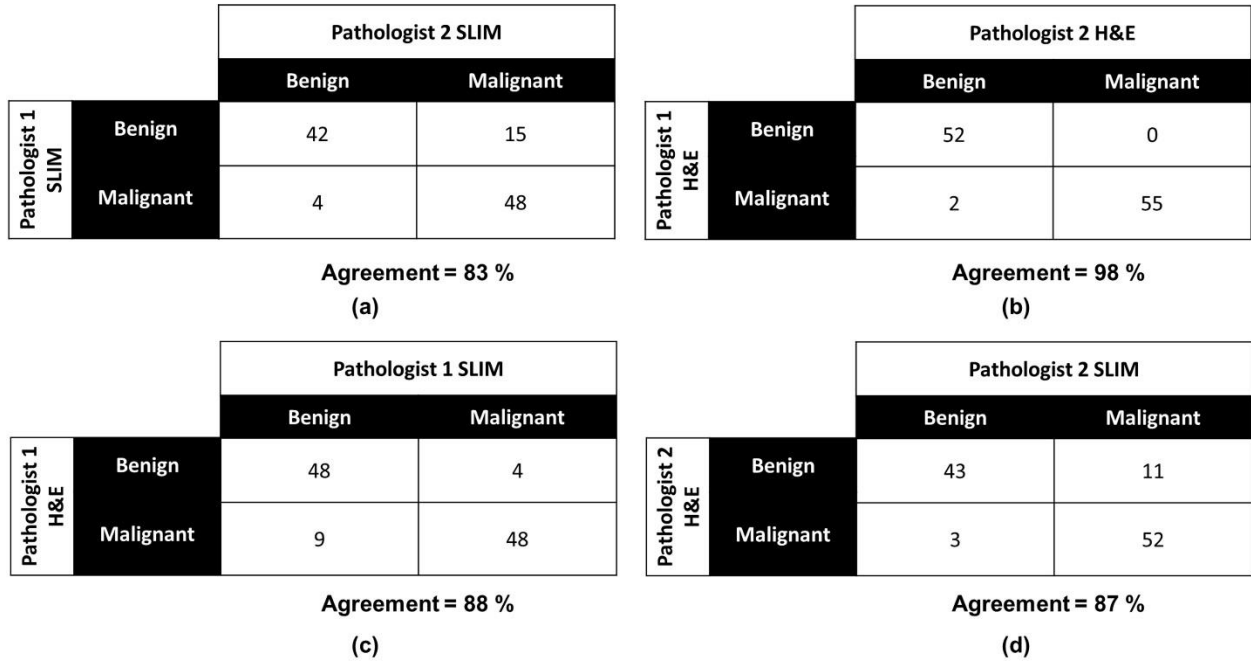 Pathologist 2 SLIM
Benign Malignant
Pathologist 1
SLIM
Benign 42 15
Malignant 4 48
Agreement = 83 %
(a)
Pathologist 2 H&E
Benign Malignant
Pathologist 1
H&E
Benign 52 0
Malignant 2 55
Agreement = 98 %
(b)
Pathologist 1 SLIM
Benign Malignant
Pathologist 1
H&E
Benign 48 4
Malignant 9 48
Agreement = 88 %
(c)
Pathologist 2 SLIM
Benign Malignant
Pathologist 2
H&E
Benign 43 11
Malignant 3 52
Agreement = 87 %
(d)